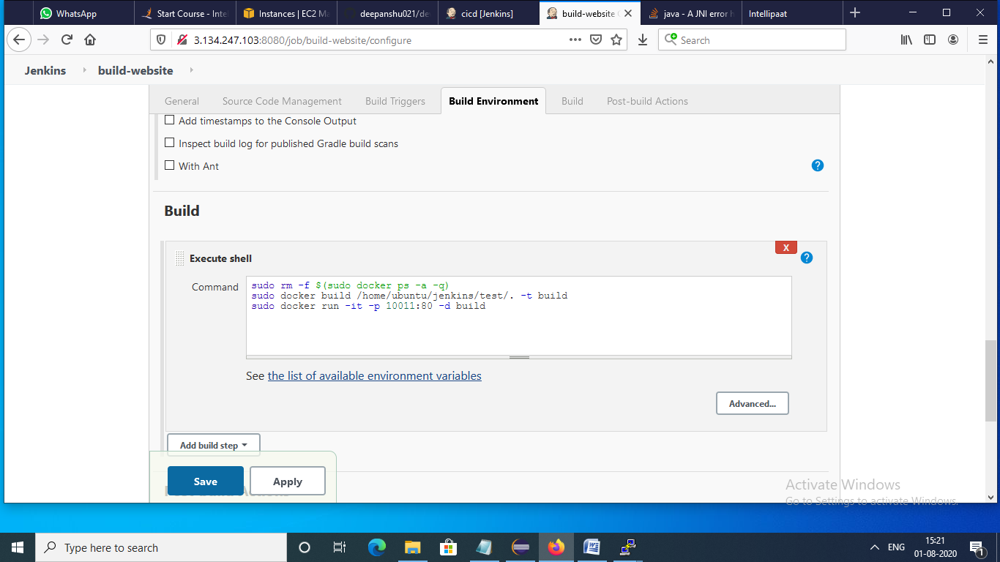 WhatsApp
Start Course - Inte
Instances | EC2 Ma
deepanshu021/de
cicd [Jenkins]
build-website
java - A JNI error h
Intellipaat
3.134.247.103:8080/job/build-website/configure
Search
Jenkins
build-website
General
Source Code Management
Build Triggers
Build Environment
Build
Post-build Actions
Add timestamps to the Console Output
Inspect build log for published Gradle build scans
With Ant
?
Build
X
Execute shell
?
Command
sudo rm -f $(sudo docker ps -a -q)
sudo docker build /home/ubuntu/jenkins/test/. -t build
sudo docker run -it -p 10011:80 -d build
See the list of available environment variables
Advanced...
Add build step
Save
Apply
Activate Windows
Go to Settings to activate Windows.
Type here to search
ENG
15:21
01-08-2020
1